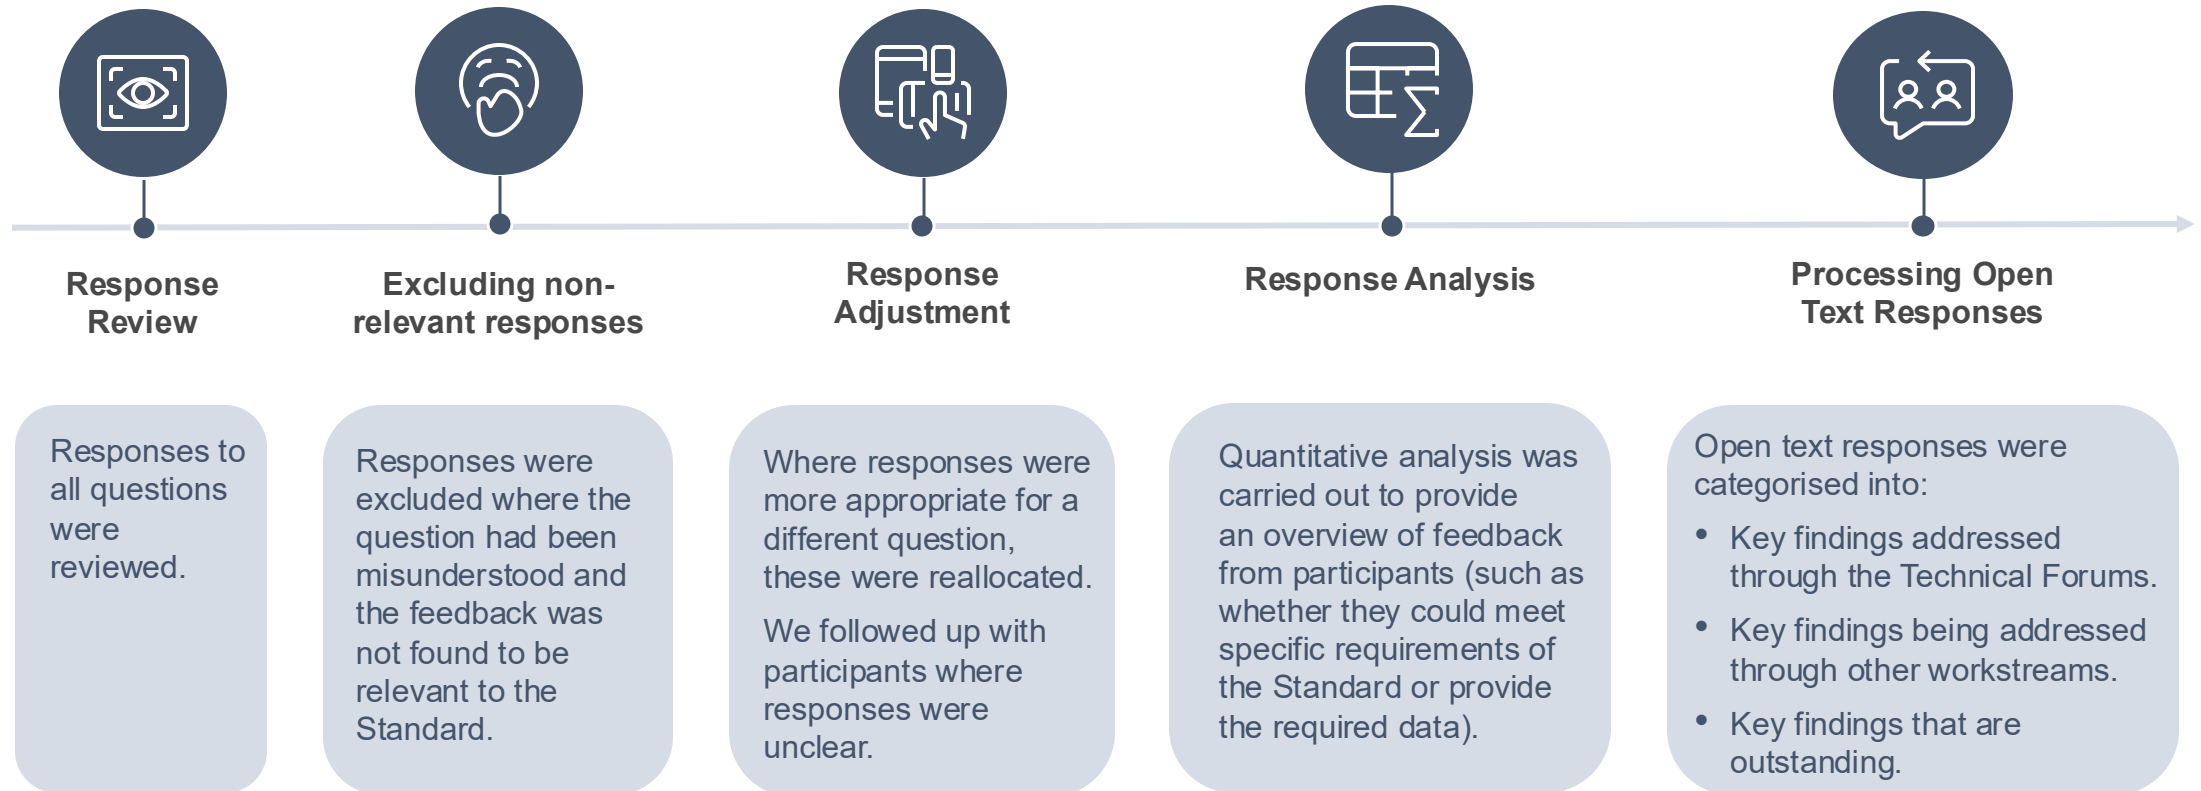 Response
Review
Excluding non-
relevant responses
Response
Adjustment
Response Analysis
Processing Open
Text Responses
Responses to
all questions
were
reviewed.
Responses were
excluded where the
question had been
misunderstood and
the feedback was
not found to be
relevant to the
Standard.
Where responses were
more appropriate for a
different question,
these were reallocated.
We followed up with
participants where
responses were
unclear.
Quantitative analysis was
carried out to provide
an overview of feedback
from participants (such as
whether they could meet
specific requirements of
the Standard or provide
the required data).
Open text responses were
categorised into:
• Key findings addressed
through the Technical Forums.
• Key findings being addressed
through other workstreams.
• Key findings that are
outstanding.